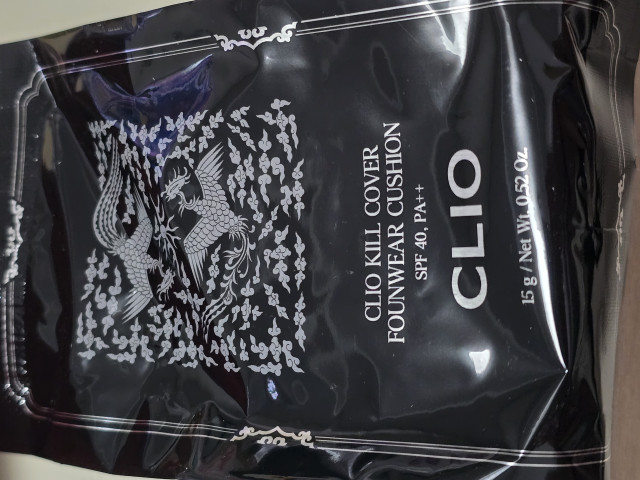 CLIO KILL COVER
FOUNWEAR CUSHION
SPF 40, PA++
CLIO
15 g / Net Wt. 0.52 Oz.